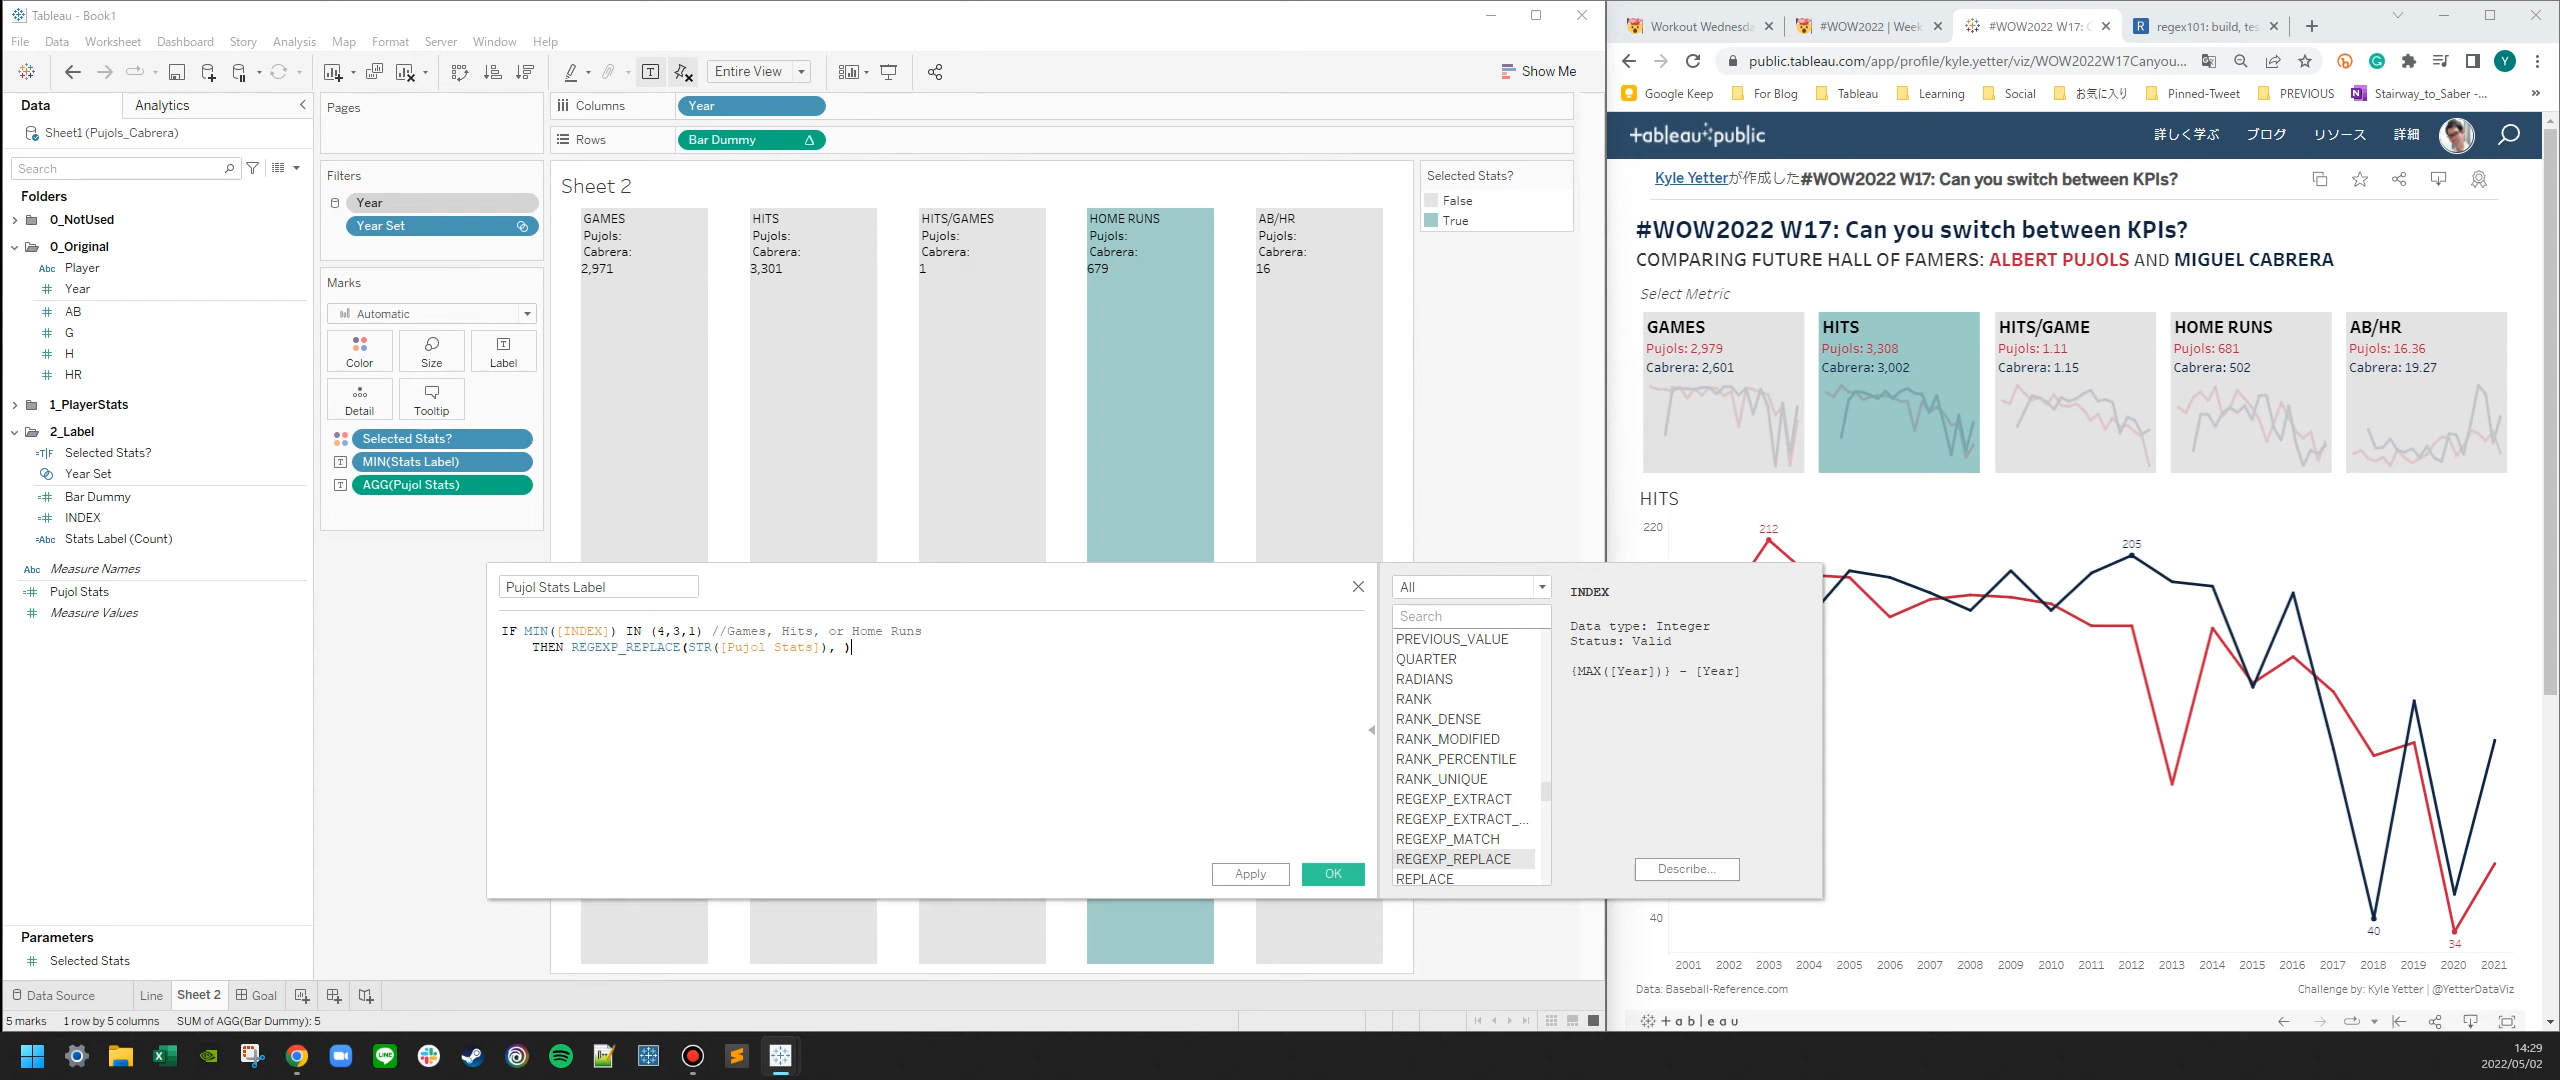 Tableau - Book1
File Data Worksheet Dashboard Story Analysis Map Format Server Window Help
Entire View
Show Me
Data Analytics
Sheet1 (Pujols_Cabrera)
Search
Folders
0_NotUsed
0_Original
Abc Player
Year
AB
G
H
HR
1_PlayerStats
2_Label
=T|F Selected Stats?
Year Set
Bar Dummy
INDEX
=Abc Stats Label (Count)
Abc Measure Names
Pujol Stats
Measure Values
Parameters
Selected Stats
Pages
Filters
Year
Year Set
Marks
Automatic
Color Size Label
Detail Tooltip
Selected Stats?
MIN(Stats Label)
AGG(Pujol Stats)
Columns Year
Rows Bar Dummy
Sheet 2
GAMES
Pujols:
Cabrera:
2,971
HITS
Pujols:
Cabrera:
3,301
HITS/GAMES
Pujols:
Cabrera:
1
HOME RUNS
Pujols:
Cabrera:
679
AB/HR
Pujols:
Cabrera:
16
Selected Stats?
False
True
Pujol Stats Label
IF MIN([INDEX]) IN (4,3,1) //Games, Hits, or Home Runs
THEN REGEXP_REPLACE(STR([Pujol Stats]), )
Apply OK
All
Search
PREVIOUS_VALUE
QUARTER
RADIANS
RANK
RANK_DENSE
RANK_MODIFIED
RANK_PERCENTILE
RANK_UNIQUE
REGEXP_EXTRACT
REGEXP_EXTRACT_...
REGEXP_MATCH
REGEXP_REPLACE
REPLACE
INDEX
Data type: Integer
Status: Valid
{MAX([Year])} - [Year]
Describe...
Data Source Line Sheet 2 Goal
5 marks 1 row by 5 columns SUM of AGG(Bar Dummy): 5
Workout Wednesda
#WOW2022 | Week
#WOW2022 W17: C
R regex101: build, tes
public.tableau.com/app/profile/kyle.yetter/viz/WOW2022W17Canyou...
Y
Google Keep For Blog Tableau Learning Social お気に入り Pinned-Tweet PREVIOUS Stairway_to_Saber -... »
+ableau public
詳しく学ぶ ブログ リソース 詳細
Kyle Yetterが作成した#WOW2022 W17: Can you switch between KPIs?
#WOW2022 W17: Can you switch between KPIs?
COMPARING FUTURE HALL OF FAMERS: ALBERT PUJOLS AND MIGUEL CABRERA
Select Metric
GAMES
Pujols: 2,979
Cabrera: 2,601
HITS
Pujols: 3,308
Cabrera: 3,002
HITS/GAME
Pujols: 1.11
Cabrera: 1.15
HOME RUNS
Pujols: 681
Cabrera: 502
AB/HR
Pujols: 16.36
Cabrera: 19.27
HITS
220
212
205
40
40
34
2001 2002 2003 2004 2005 2006 2007 2008 2009 2010 2011 2012 2013 2014 2015 2016 2017 2018 2019 2020 2021
Data: Baseball-Reference.com
Challenge by: Kyle Yetter | @YetterDataViz
+ableau
14:29
2022/05/02